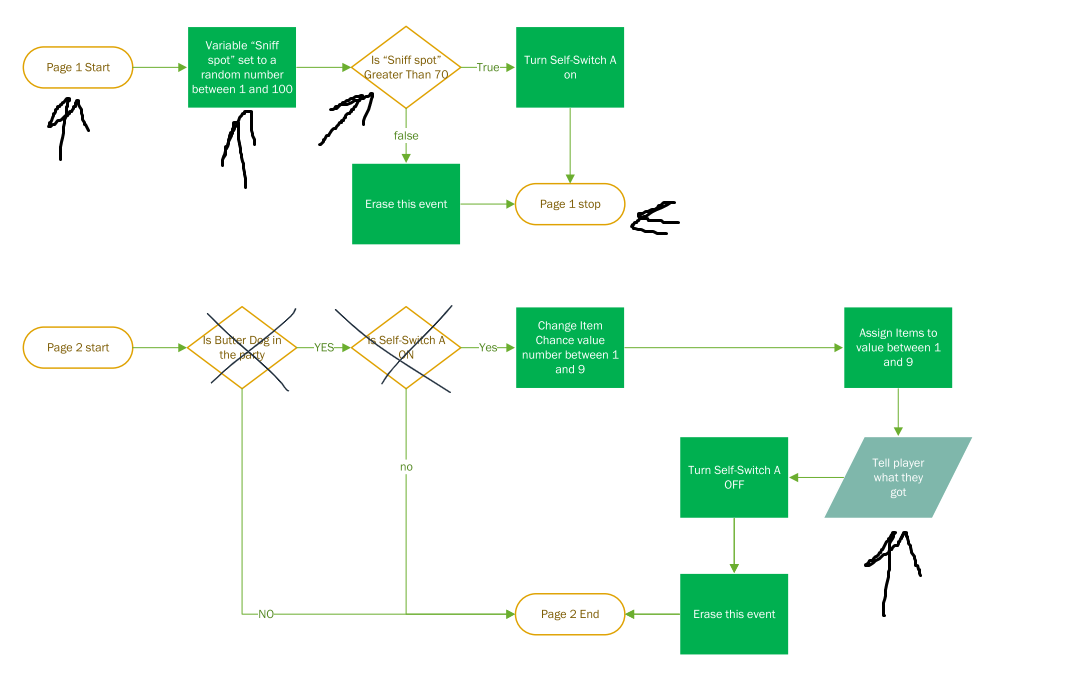 Page 1 Start
Variable “Sniff
spot” set to a
random number
between 1 and 100
Is “Sniff spot”
Greater Than 70
True
Turn Self-Switch A
on
false
Erase this event
Page 1 stop
Page 2 start
Is Butter Dog in
the party
YES
Is Self-Switch A
ON
Yes
Change Item
Chance value
number between 1
and 9
Assign Items to
value between 1
and 9
no
Turn Self-Switch A
OFF
Tell player
what they
got
NO
Page 2 End
Erase this event